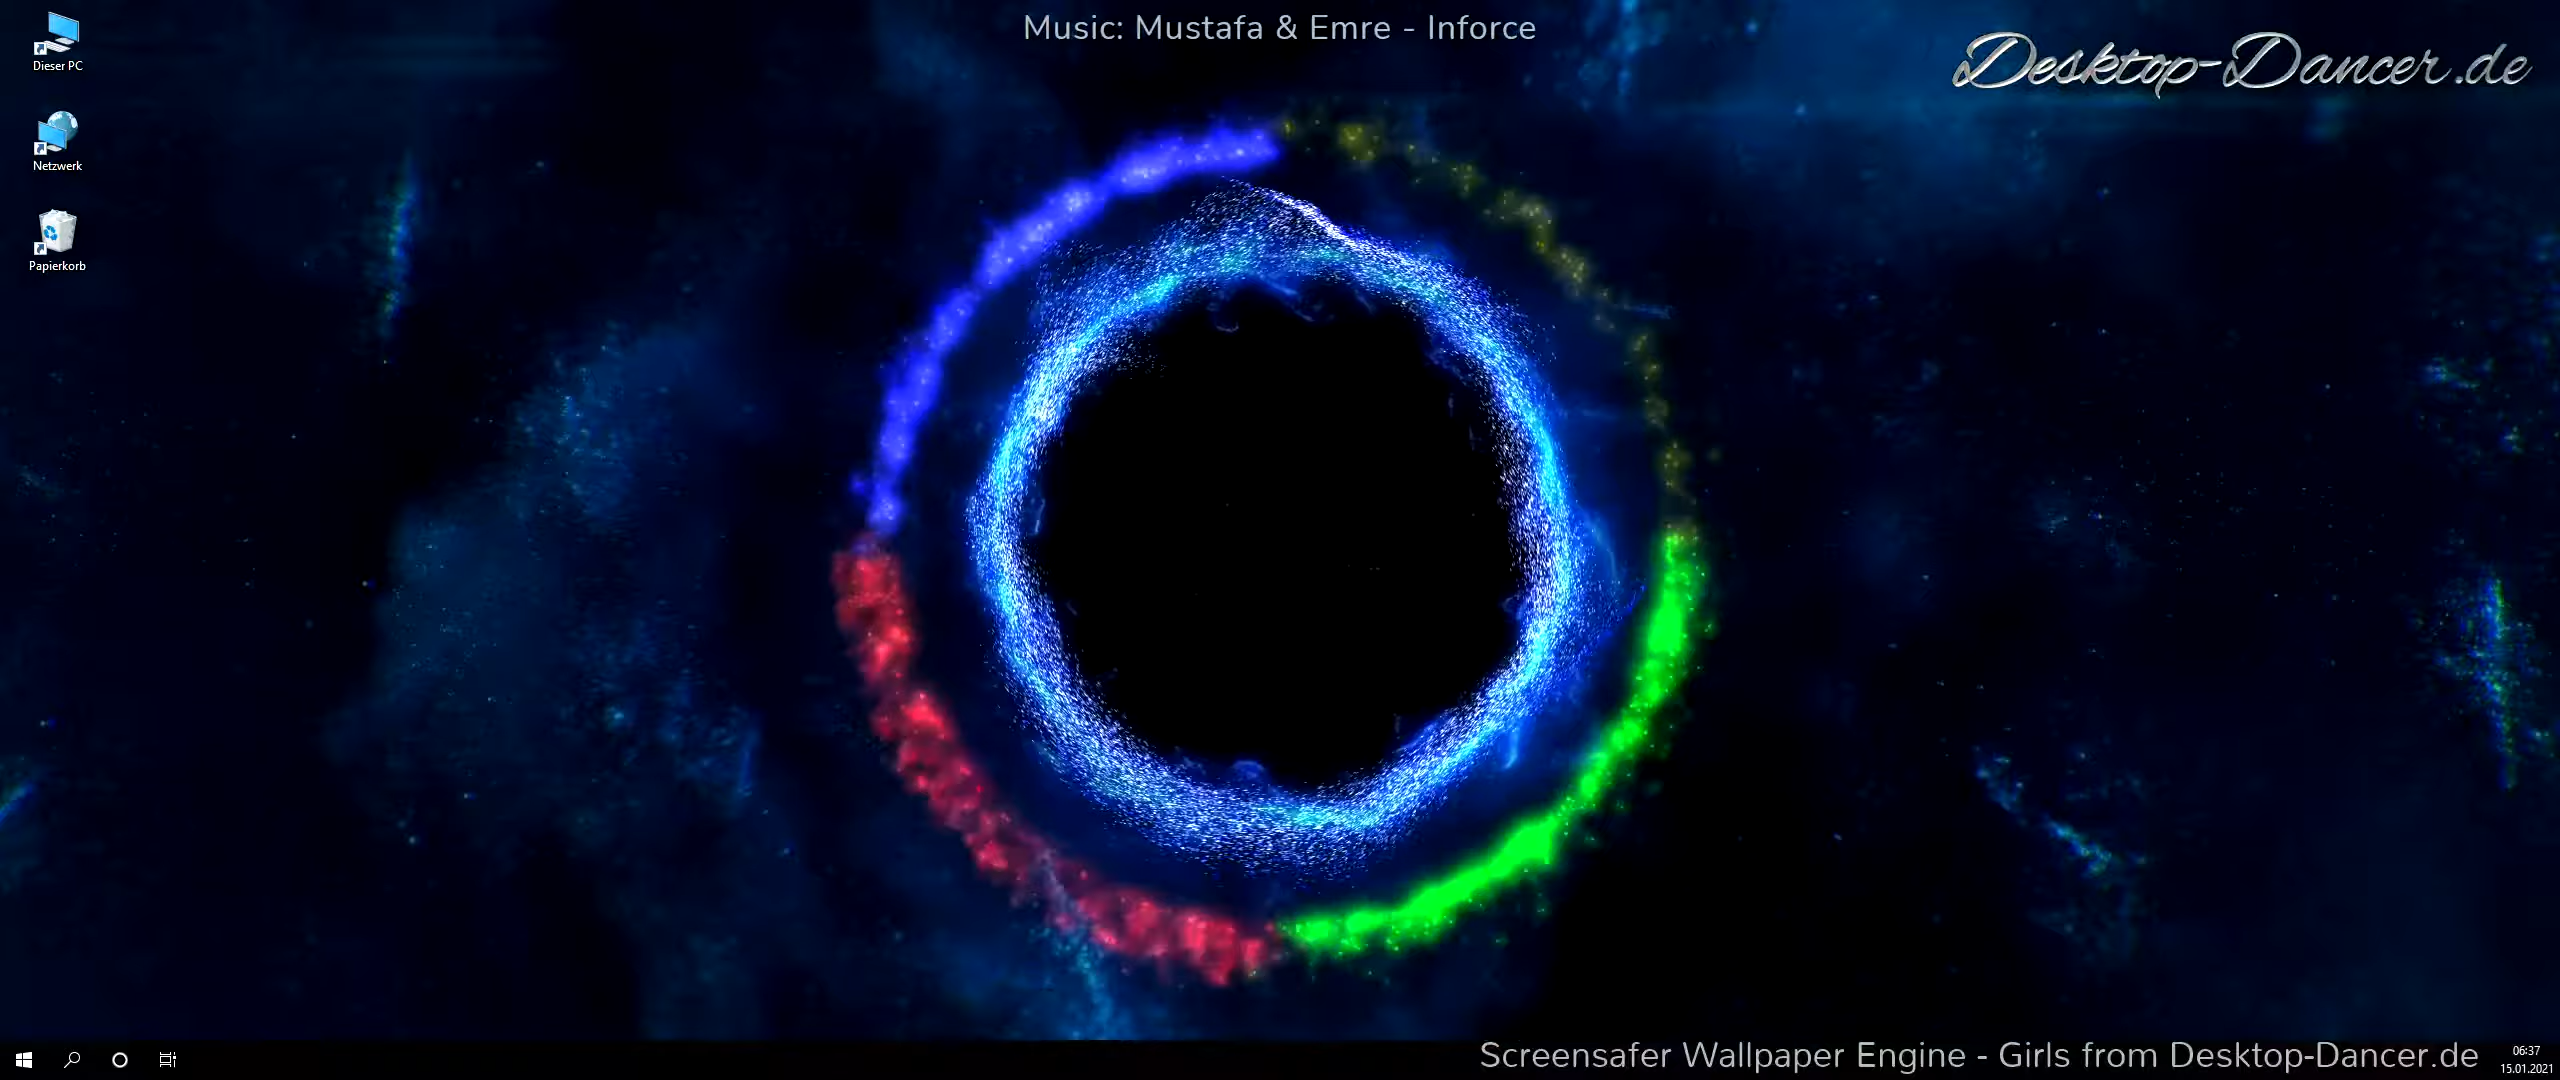 Music: Mustafa & Emre - Inforce
Desktop-Dancer.de
Dieser PC
Netzwerk
Papierkorb
Screensafer Wallpaper Engine - Girls from Desktop-Dancer.de
06:37
15.01.2021